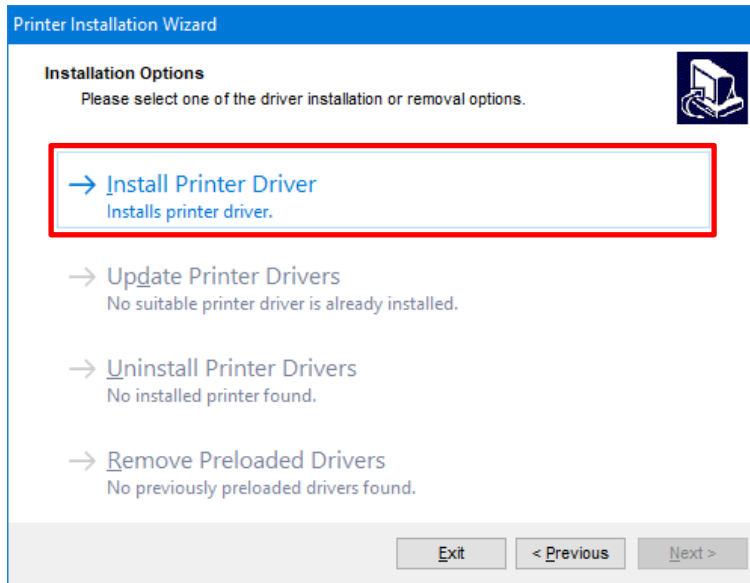 Printer Installation Wizard
Installation Options
Please select one of the driver installation or removal options.
Install Printer Driver
Installs printer driver.
Update Printer Drivers
No suitable printer driver is already installed.
Uninstall Printer Drivers
No installed printer found.
Remove Preloaded Drivers
No previously preloaded drivers found.
Exit < Previous Next >